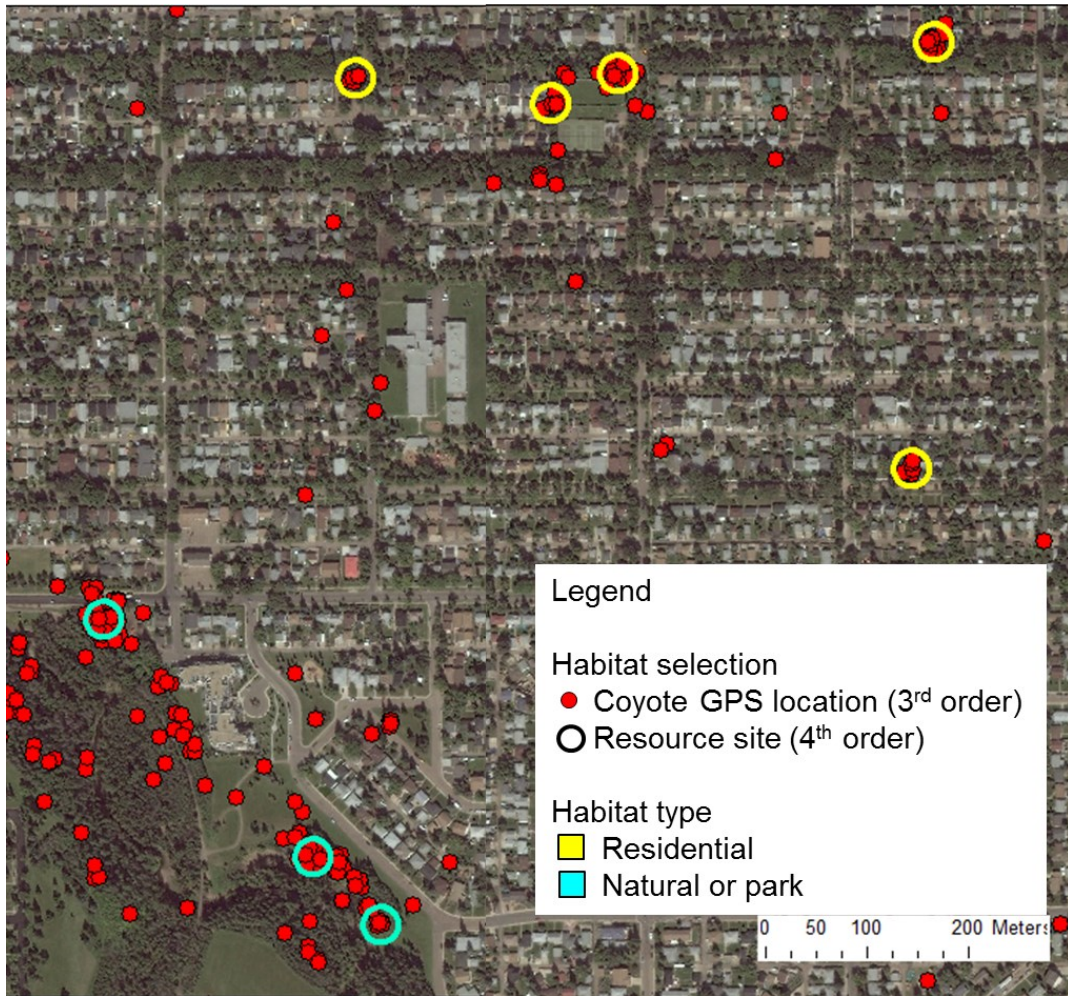 Legend
Habitat selection
Coyote GPS location (3rd order)
Resource site (4th order)
Habitat type
Residential
Natural or park
0 50 100 200 Meters